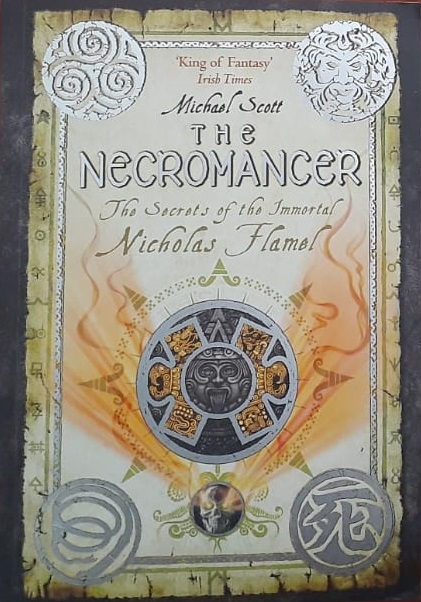 'King of Fantasy'
Irish Times
Michael Scott
THE
NECROMANCER
The Secrets of the Immortal
Nicholas Flamel
死